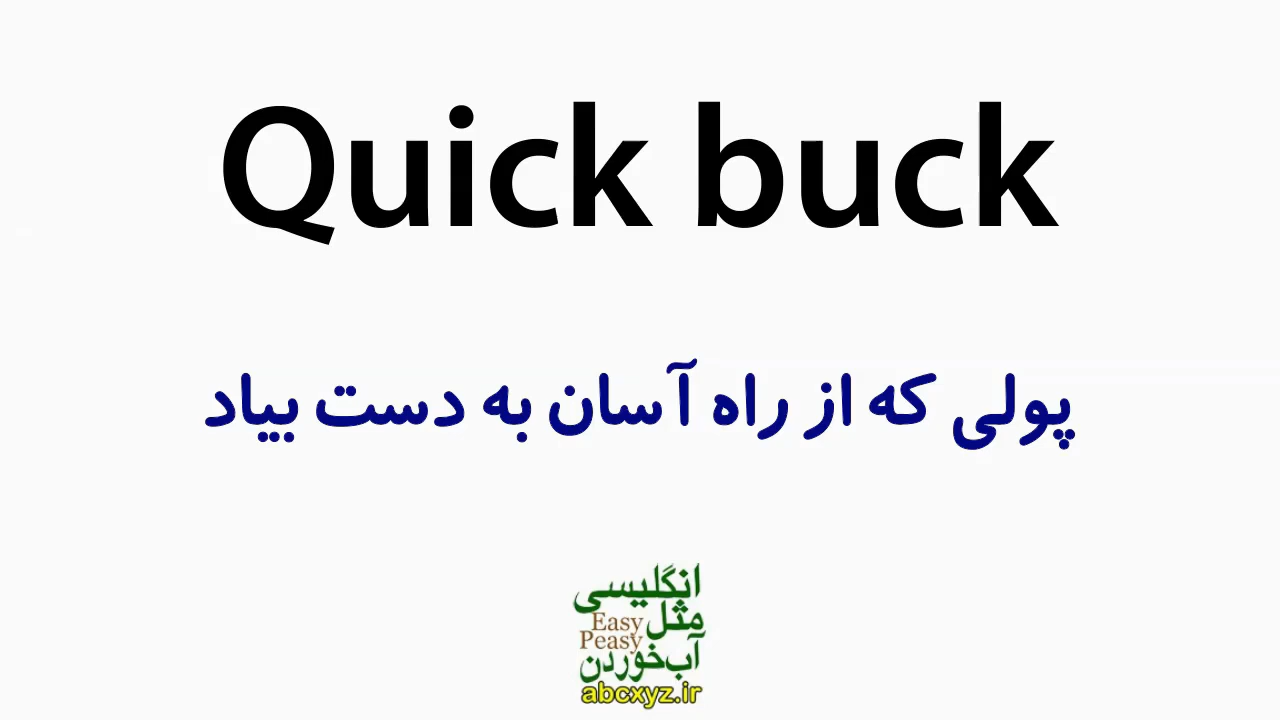 Quick buck
پولی که از راه آسان به دست بیاد
انگلیسی
مثل
Easy
Peasy
آب خوردن
abcxyz.ir